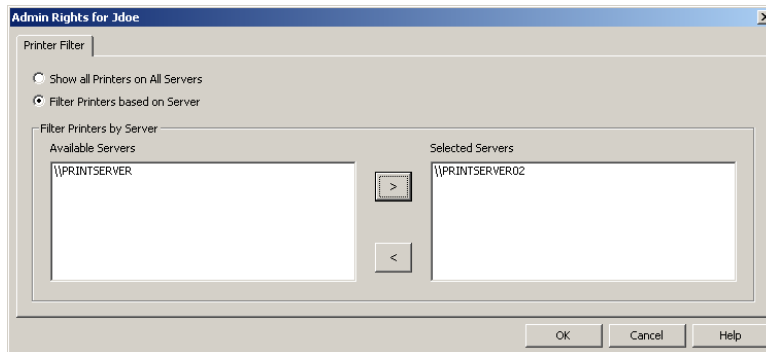 Admin Rights for Jdoe
Printer Filter
Show all Printers on All Servers
Filter Printers based on Server
Filter Printers by Server
Available Servers
Selected Servers
\\PRINTSERVER
>
\\PRINTSERVER02
<
OK
Cancel
Help